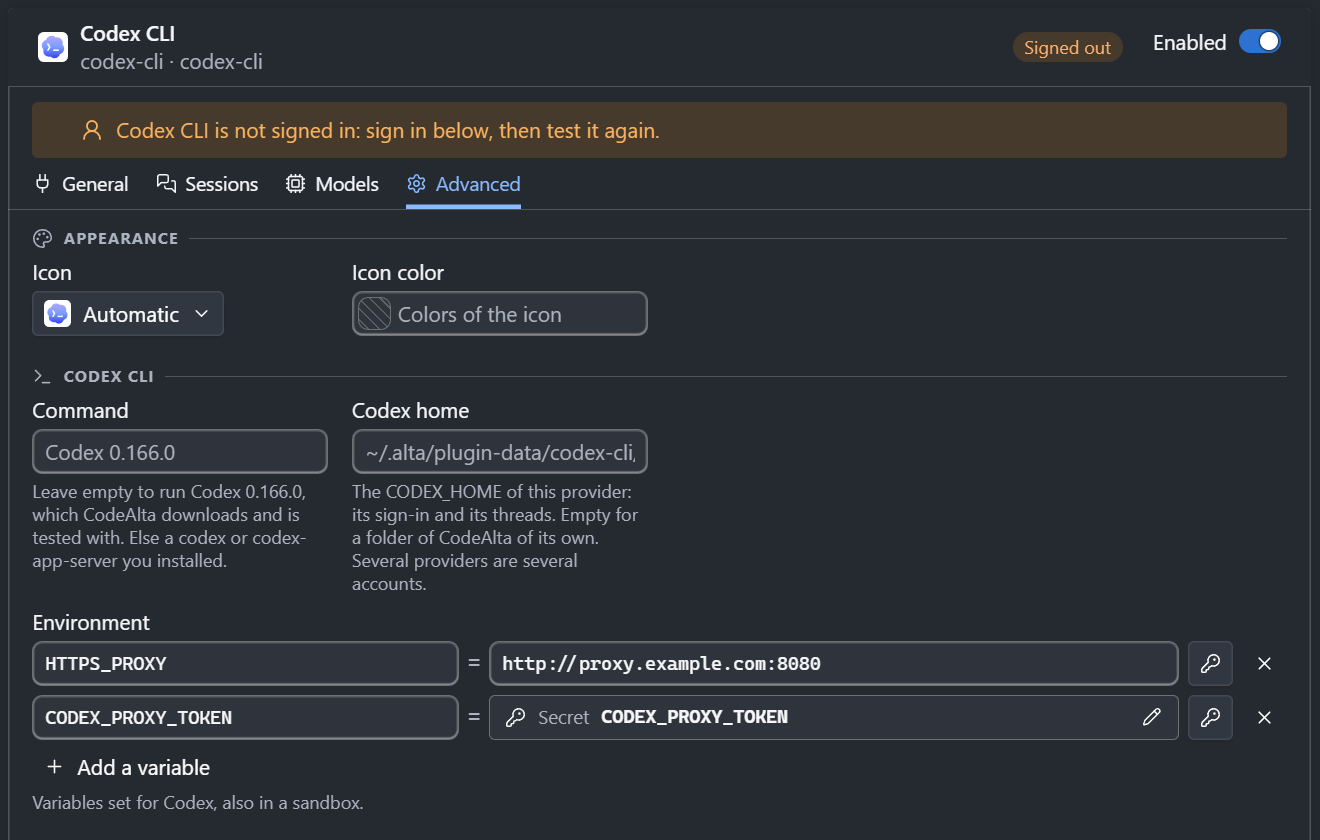 Codex CLI
codex-cli · codex-cli
Signed out
Enabled
Codex CLI is not signed in: sign in below, then test it again.
General
Sessions
Models
Advanced
APPEARANCE
Icon
Icon color
Automatic
Colors of the icon
CODEX CLI
Command
Codex home
Codex 0.166.0
~/.alta/plugin-data/codex-cli,
Leave empty to run Codex 0.166.0,
which CodeAlta downloads and is
tested with. Else a codex or codex-
app-server you installed.
The CODEX_HOME of this provider:
its sign-in and its threads. Empty for
a folder of CodeAlta of its own.
Several providers are several
accounts.
Environment
HTTPS_PROXY = http://proxy.example.com:8080
CODEX_PROXY_TOKEN = Secret CODEX_PROXY_TOKEN
+ Add a variable
Variables set for Codex, also in a sandbox.